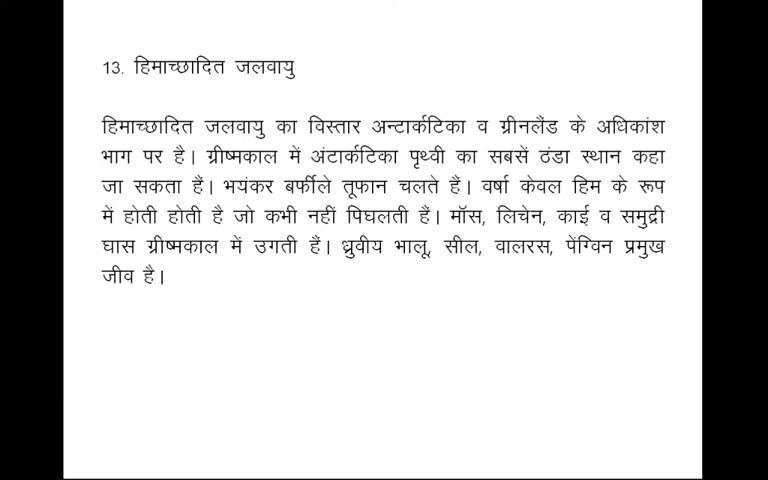 13. हिमाच्छादित जलवायु
हिमाच्छादित जलवायु का विस्तार अन्टार्कटिका व ग्रीनलैंड के अधिकांश
भाग पर है। ग्रीष्मकाल में अंटार्कटिका पृथ्वी का सबसें ठंडा स्थान कहा
जा सकता हैं। भयंकर बर्फीले तूफान चलते हैं। वर्षा केवल हिम के रूप
में होती होती है जो कभी नहीं पिघलती हैं। मॉस, लिचेन, काई व समुद्री
घास ग्रीष्मकाल में उगती हैं। ध्रुवीय भालू, सील, वालरस, पेंग्विन प्रमुख
जीव है।